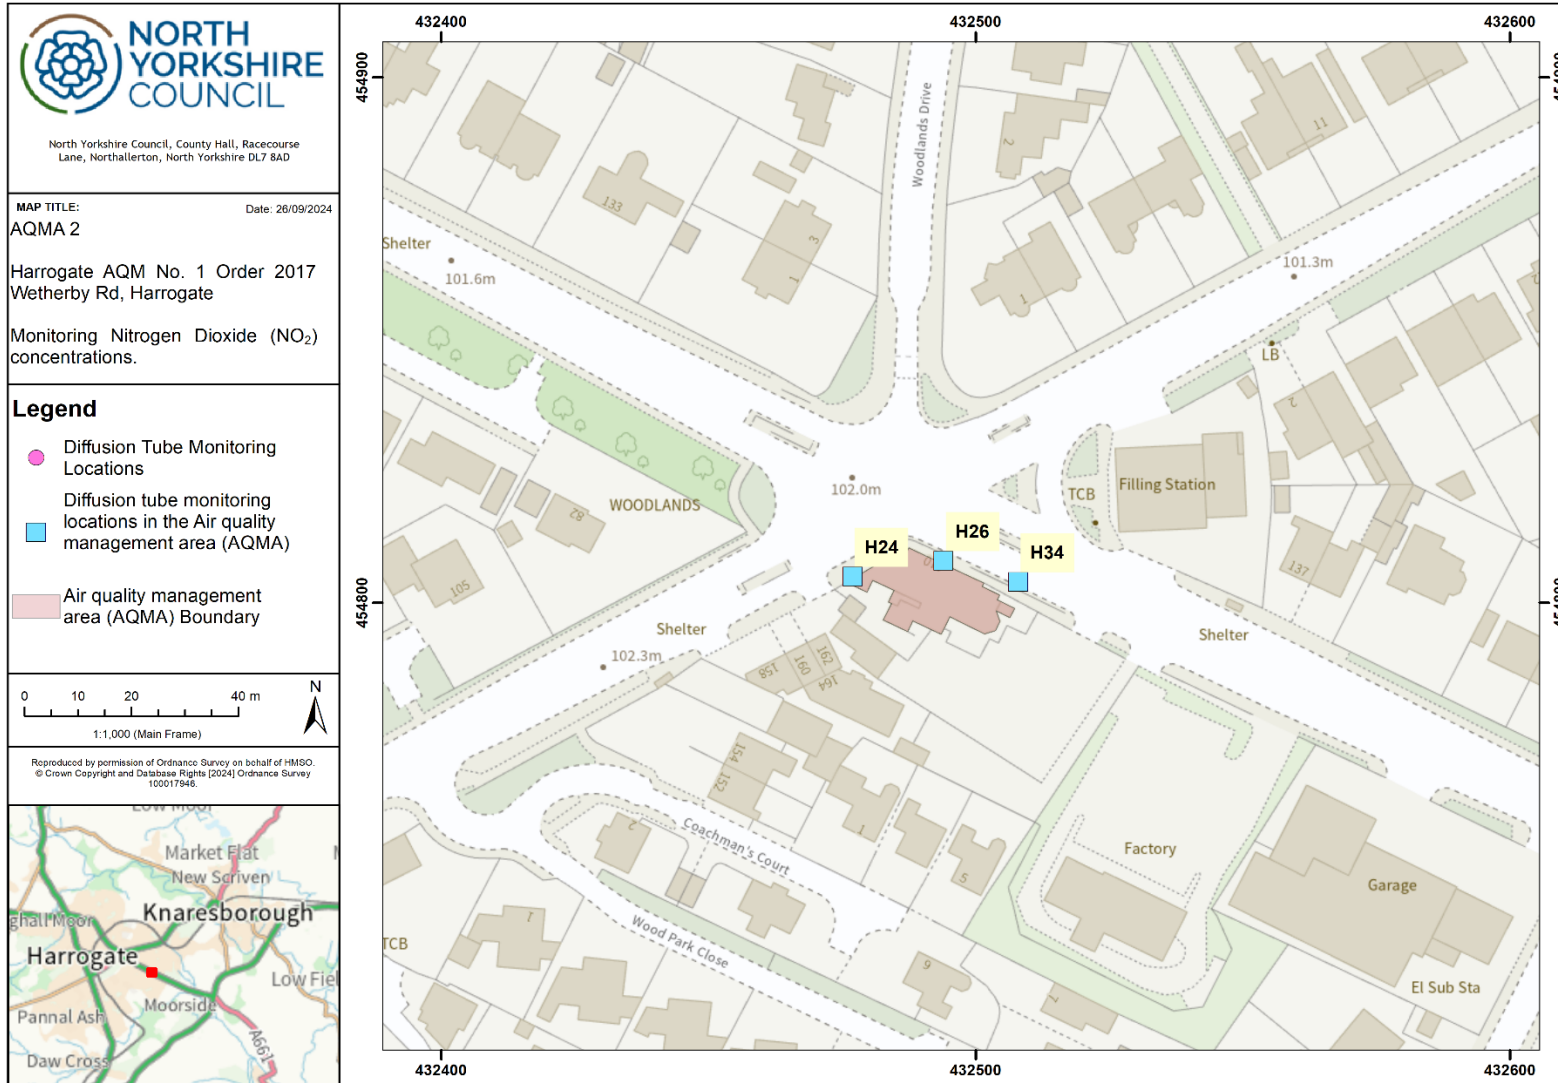 NORTH
YORKSHIRE
COUNCIL
North Yorkshire Council, County Hall, Racecourse
Lane, Northallerton, North Yorkshire DL7 8AD
MAP TITLE:
Date: 26/09/2024
AQMA 2
Harrogate AQM No. 1 Order 2017
Wetherby Rd, Harrogate
Monitoring Nitrogen Dioxide (NO₂)
concentrations.
Legend
Diffusion Tube Monitoring
Locations
Diffusion tube monitoring
locations in the Air quality
management area (AQMA)
Air quality management
area (AQMA) Boundary
0 10 20 40 m
N
1:1,000 (Main Frame)
Reproduced by permission of Ordnance Survey on behalf of HMSO.
© Crown Copyright and Database Rights [2024] Ordnance Survey
100017946.
Market Flat
New Scriven
Knaresborough
Harrogate
Moorside
Pannal Ash
Daw Cross
A661
432400
432500
432600
454900
454800
Woodlands Drive
2
11
133
3
1
1
Shelter
101.6m
101.3m
LB
2
102.0m
WOODLANDS
82
TCB
Filling Station
H24
H26
H34
105
137
Shelter
Shelter
102.3m
162
160
158
164
154
152
1
2
5
Coachman's Court
Factory
Garage
1
Wood Park Close
TCB
9
7
El Sub Sta
432400
432500
432600